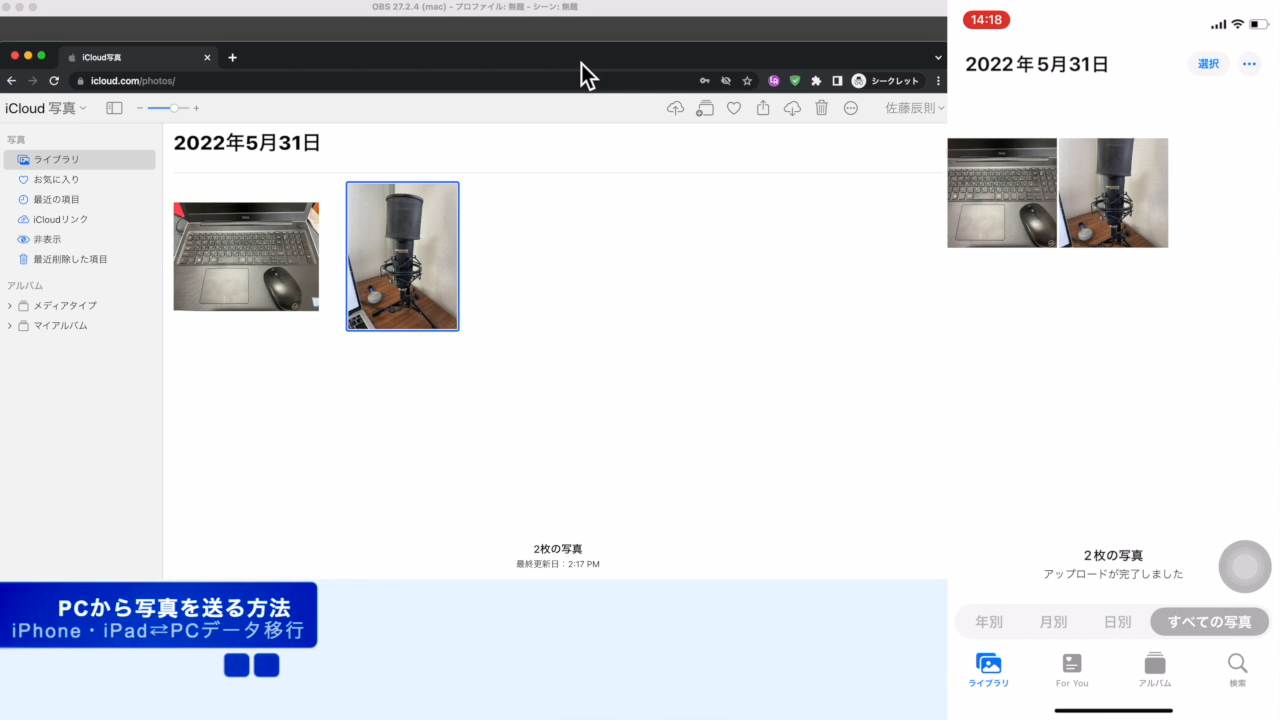 OBS 27.2.4 (mac) - プロファイル: 無題 - シーン: 無題
iCloud写真
icloud.com/photos/
シークレット
iCloud 写真
佐藤辰則
写真
ライブラリ
お気に入り
最近の項目
iCloudリンク
非表示
最近削除した項目
アルバム
メディアタイプ
マイアルバム
2022年5月31日
2枚の写真
最終更新日：2:17 PM
PCから写真を送る方法
iPhone・iPad⇄PCデータ移行
14:18
2022年5月31日
選択
2枚の写真
アップロードが完了しました
年別
月別
日別
すべての写真
ライブラリ
For You
アルバム
検索